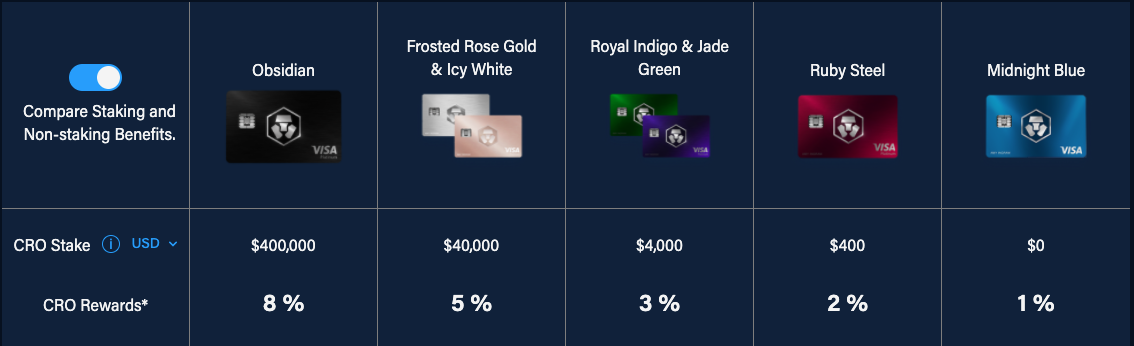 Obsidian
Frosted Rose Gold
& Icy White
Royal Indigo & Jade
Green
Ruby Steel
Midnight Blue
Compare Staking and
Non-staking Benefits.
VISA
VISA
VISA
VISA
CRO Stake
USD
$400,000
$40,000
$4,000
$400
$0
CRO Rewards*
8 %
5 %
3 %
2 %
1 %